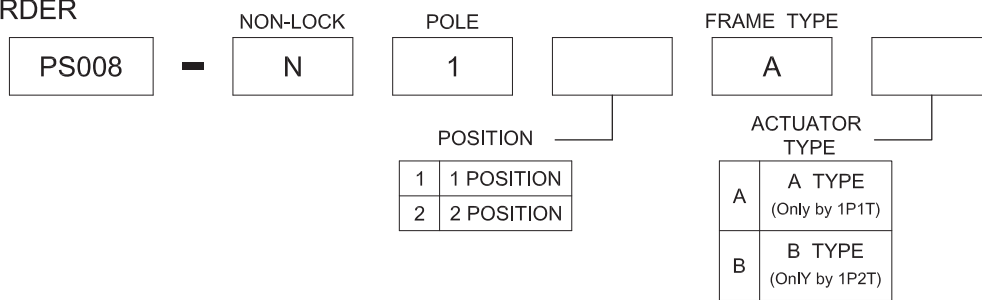 RDER
NON-LOCK POLE FRAME TYPE
PS008 - N 1 A
POSITION
1 1 POSITION
2 2 POSITION
ACTUATOR
TYPE
A A TYPE
(Only by 1P1T)
B B TYPE
(OnlY by 1P2T)